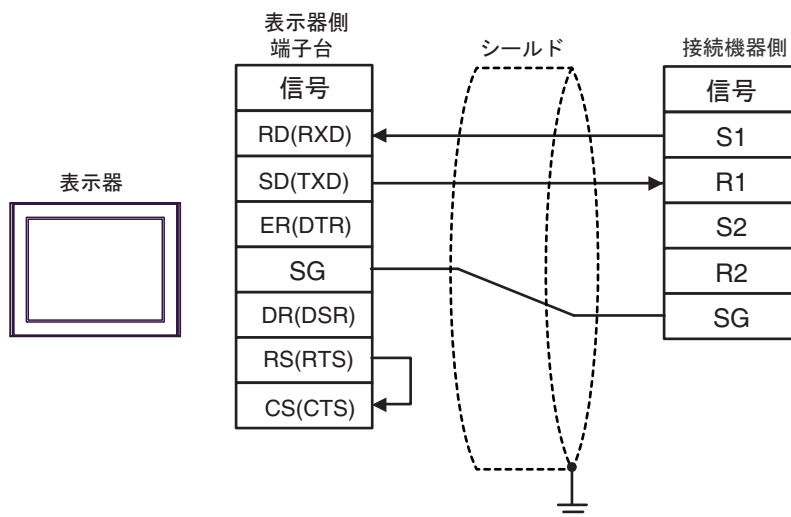 表示器
表示器側
端子台
信号
RD(RXD)
SD(TXD)
ER(DTR)
SG
DR(DSR)
RS(RTS)
CS(CTS)
シールド
接続機器側
信号
S1
R1
S2
R2
SG